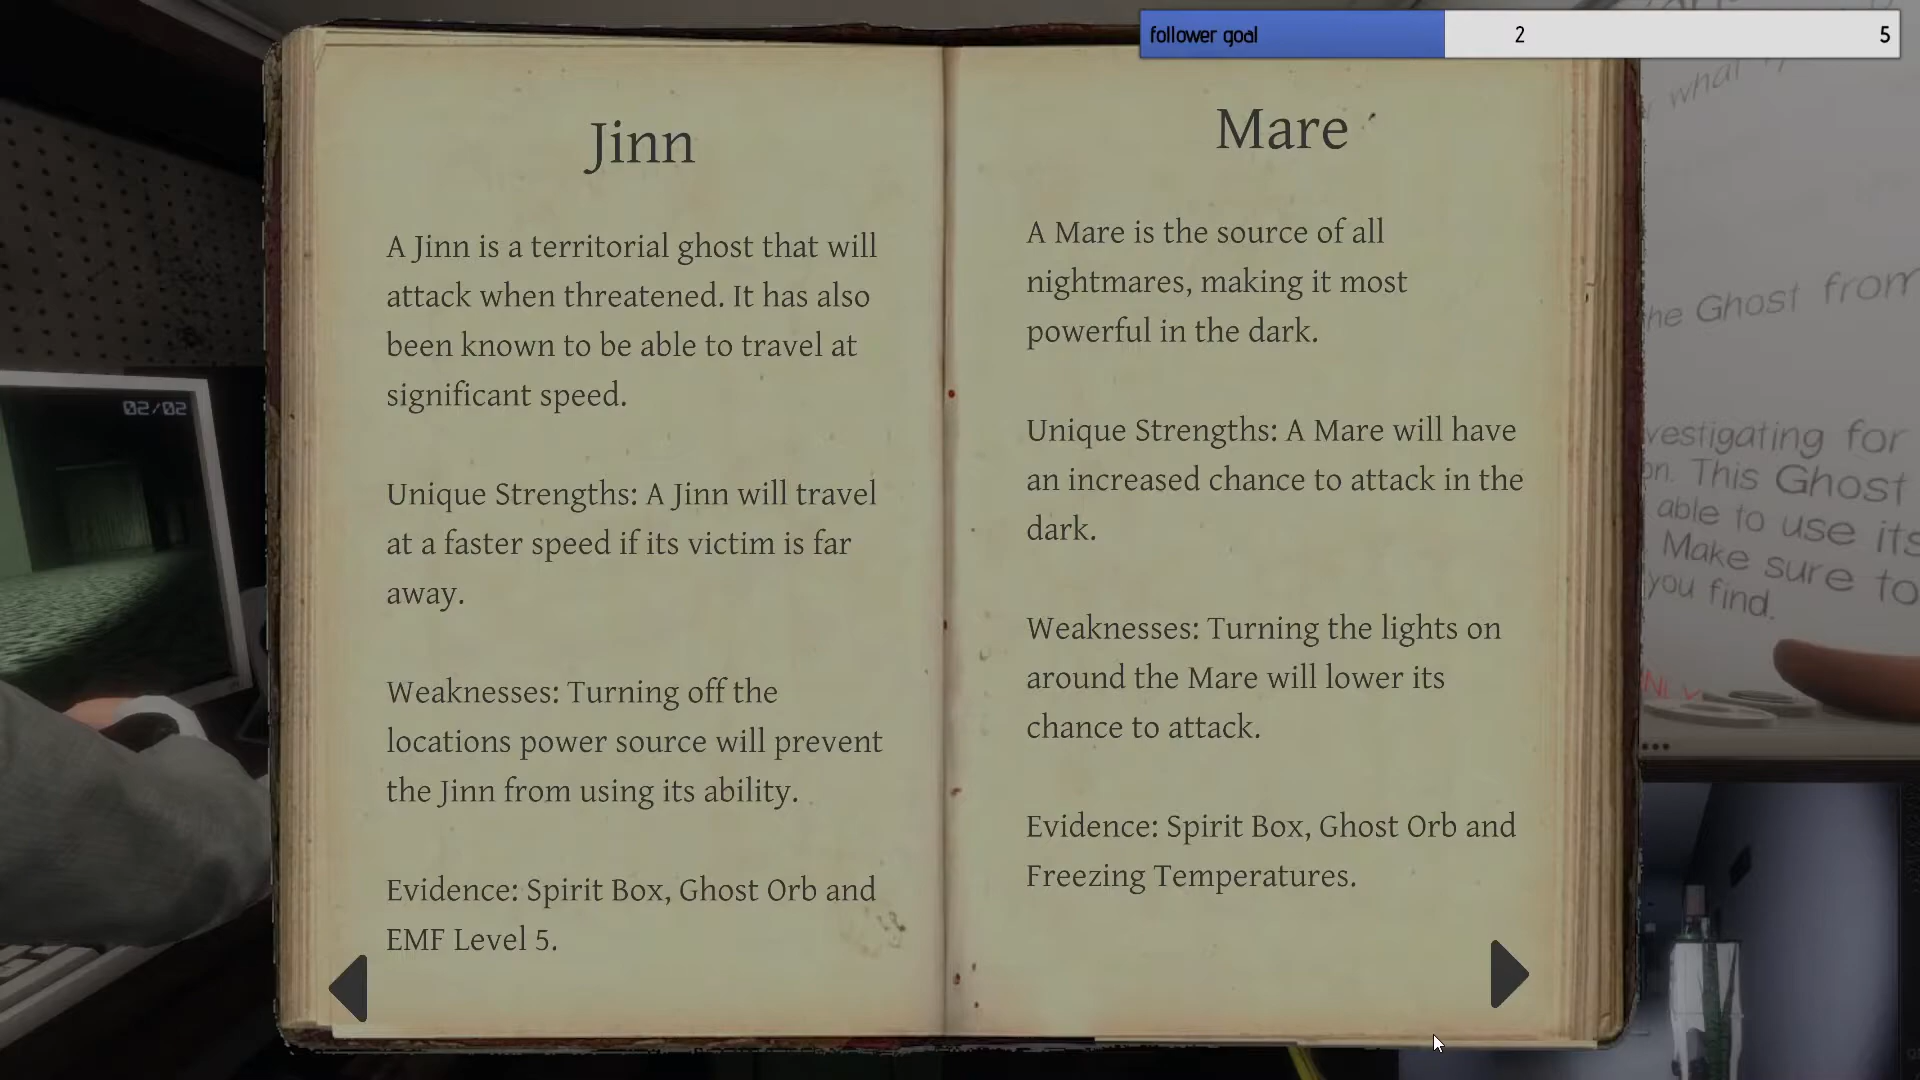 follower goal 2 5
Jinn
A Jinn is a territorial ghost that will
attack when threatened. It has also
been known to be able to travel at
significant speed.
Unique Strengths: A Jinn will travel
at a faster speed if its victim is far
away.
Weaknesses: Turning off the
locations power source will prevent
the Jinn from using its ability.
Evidence: Spirit Box, Ghost Orb and
EMF Level 5.
Mare
A Mare is the source of all
nightmares, making it most
powerful in the dark.
Unique Strengths: A Mare will have
an increased chance to attack in the
dark.
Weaknesses: Turning the lights on
around the Mare will lower its
chance to attack.
Evidence: Spirit Box, Ghost Orb and
Freezing Temperatures.
02/02
what
Ghost from
vestigating for
on. This Ghost
able to use its
Make sure to
you find.